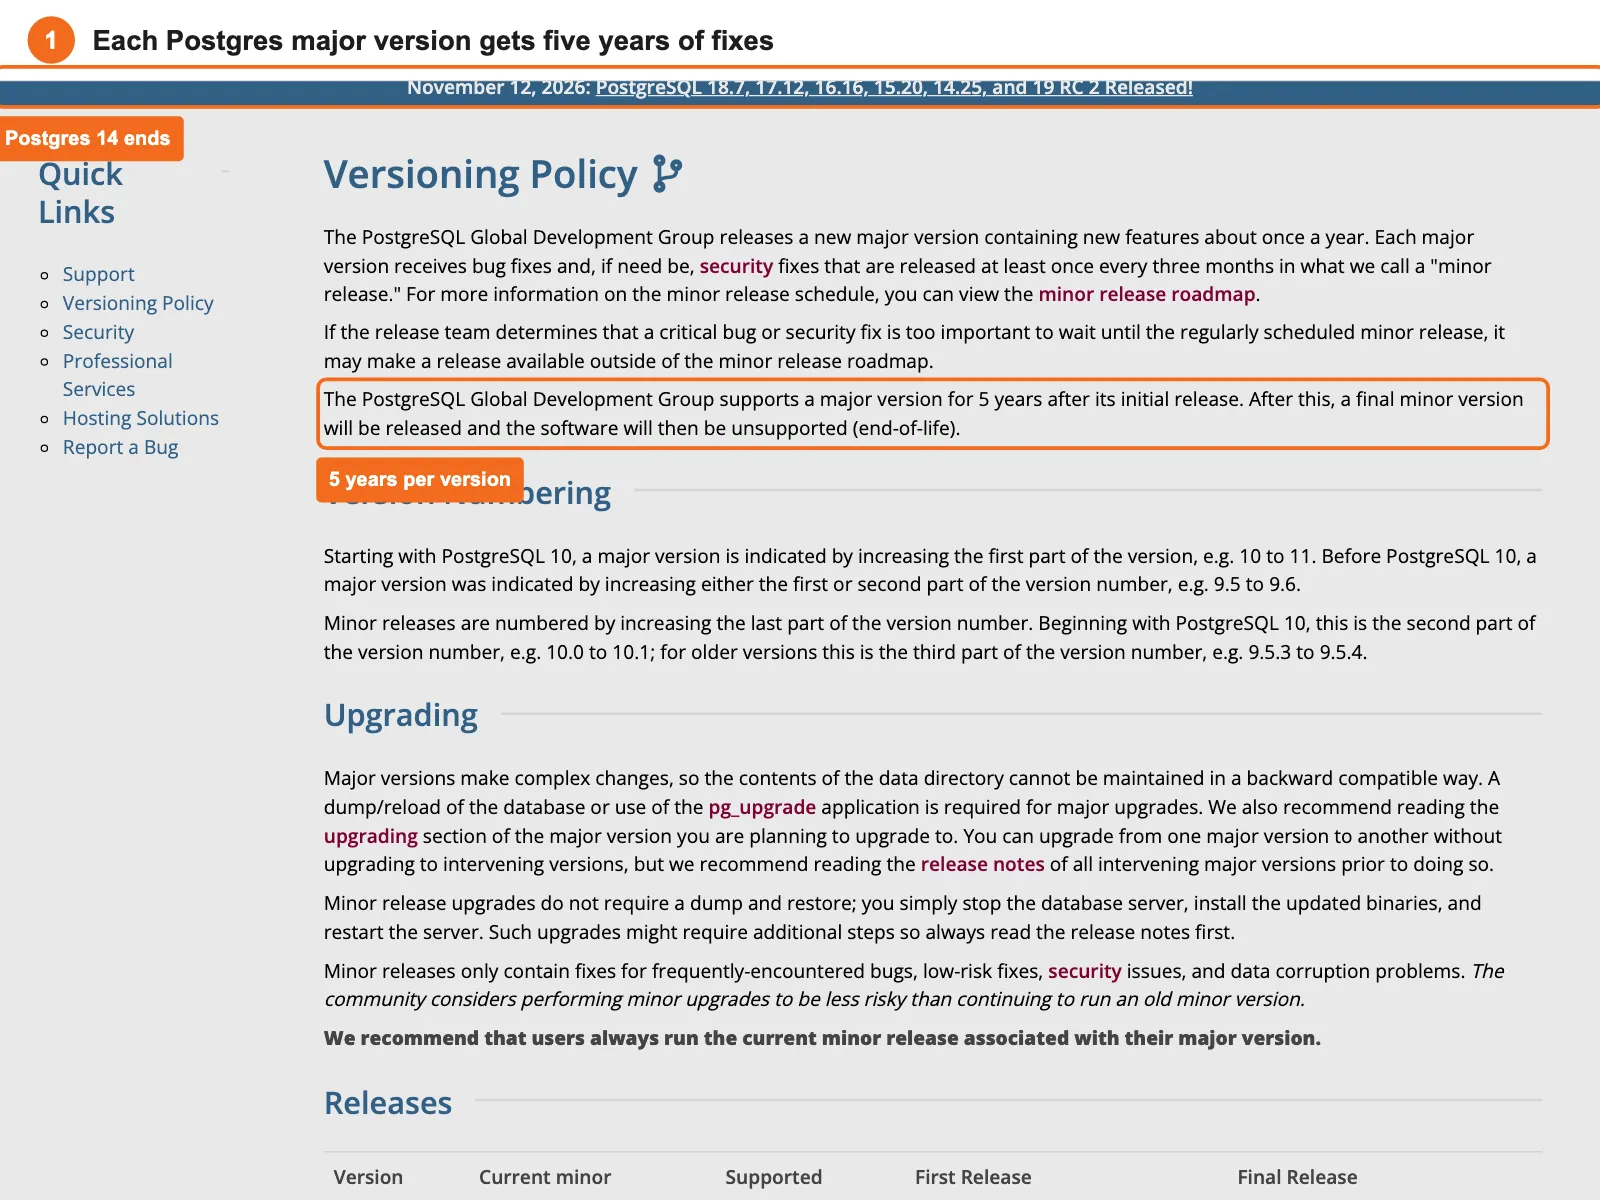 1 Each Postgres major version gets five years of fixes
November 12, 2026: PostgreSQL 18.7, 17.12, 16.16, 15.20, 14.25, and 19 RC 2 Released!
Postgres 14 ends
Quick
Links
Support
Versioning Policy
Security
Professional
Services
Hosting Solutions
Report a Bug
Versioning Policy
The PostgreSQL Global Development Group releases a new major version containing new features about once a year. Each major
version receives bug fixes and, if need be, security fixes that are released at least once every three months in what we call a "minor
release." For more information on the minor release schedule, you can view the minor release roadmap.
If the release team determines that a critical bug or security fix is too important to wait until the regularly scheduled minor release, it
may make a release available outside of the minor release roadmap.
The PostgreSQL Global Development Group supports a major version for 5 years after its initial release. After this, a final minor version
will be released and the software will then be unsupported (end-of-life).
5 years per version
Version Numbering
Starting with PostgreSQL 10, a major version is indicated by increasing the first part of the version, e.g. 10 to 11. Before PostgreSQL 10, a
major version was indicated by increasing either the first or second part of the version number, e.g. 9.5 to 9.6.
Minor releases are numbered by increasing the last part of the version number. Beginning with PostgreSQL 10, this is the second part of
the version number, e.g. 10.0 to 10.1; for older versions this is the third part of the version number, e.g. 9.5.3 to 9.5.4.
Upgrading
Major versions make complex changes, so the contents of the data directory cannot be maintained in a backward compatible way. A
dump/reload of the database or use of the pg_upgrade application is required for major upgrades. We also recommend reading the
upgrading section of the major version you are planning to upgrade to. You can upgrade from one major version to another without
upgrading to intervening versions, but we recommend reading the release notes of all intervening major versions prior to doing so.
Minor release upgrades do not require a dump and restore; you simply stop the database server, install the updated binaries, and
restart the server. Such upgrades might require additional steps so always read the release notes first.
Minor releases only contain fixes for frequently-encountered bugs, low-risk fixes, security issues, and data corruption problems. The
community considers performing minor upgrades to be less risky than continuing to run an old minor version.
We recommend that users always run the current minor release associated with their major version.
Releases
Version Current minor Supported First Release Final Release